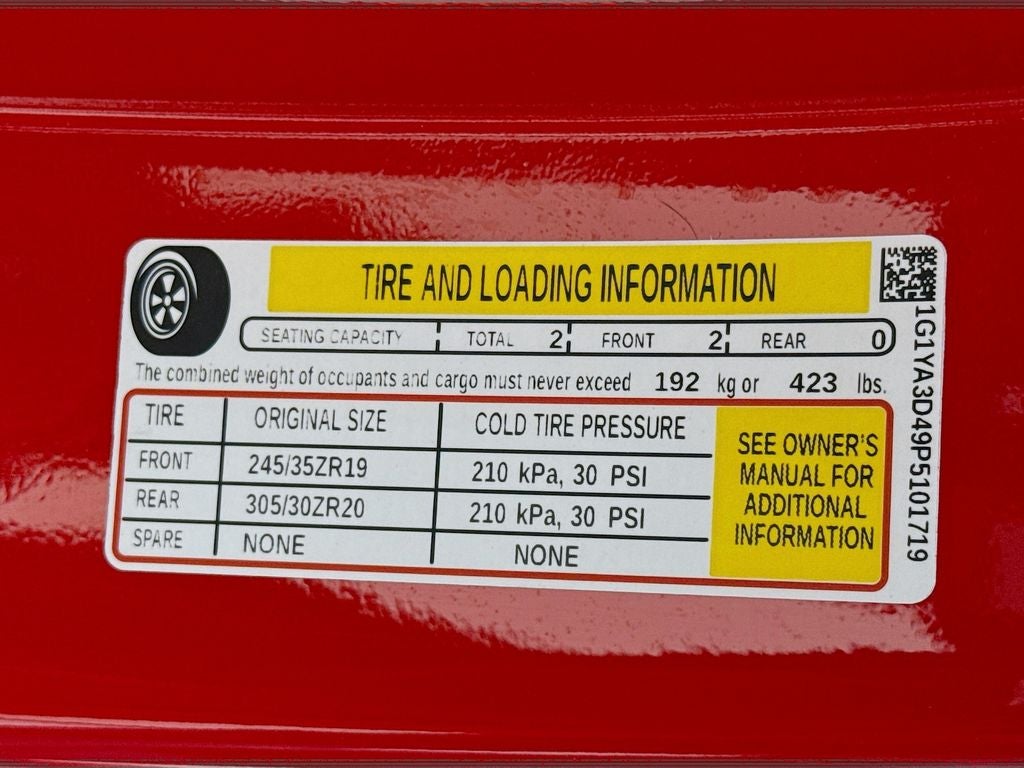 TIRE AND LOADING INFORMATION
SEATING CAPACITY TOTAL 2 FRONT 2 REAR 0
The combined weight of occupants and cargo must never exceed 192 kg or 423 lbs.
TIRE ORIGINAL SIZE COLD TIRE PRESSURE
FRONT 245/35ZR19 210 kPa, 30 PSI
REAR 305/30ZR20 210 kPa, 30 PSI
SPARE NONE NONE
SEE OWNER'S
MANUAL FOR
ADDITIONAL
INFORMATION
1G1YA3D49P5101719